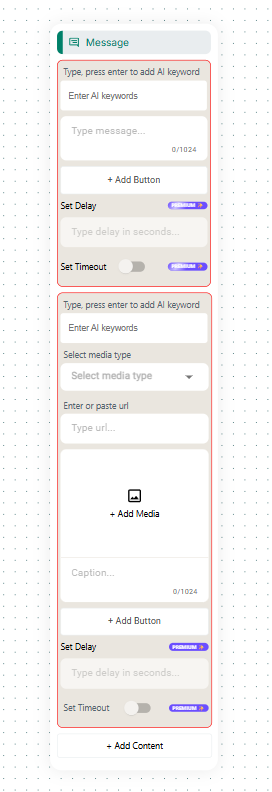 Message
Type, press enter to add AI keyword
Enter AI keywords
Type message...
0/1024
+ Add Button
Set Delay
PREMIUM
Type delay in seconds...
Set Timeout
PREMIUM
Type, press enter to add AI keyword
Enter AI keywords
Select media type
Select media type
Enter or paste url
Type url...
+ Add Media
Caption...
0/1024
+ Add Button
Set Delay
PREMIUM
Type delay in seconds...
Set Timeout
PREMIUM
+ Add Content